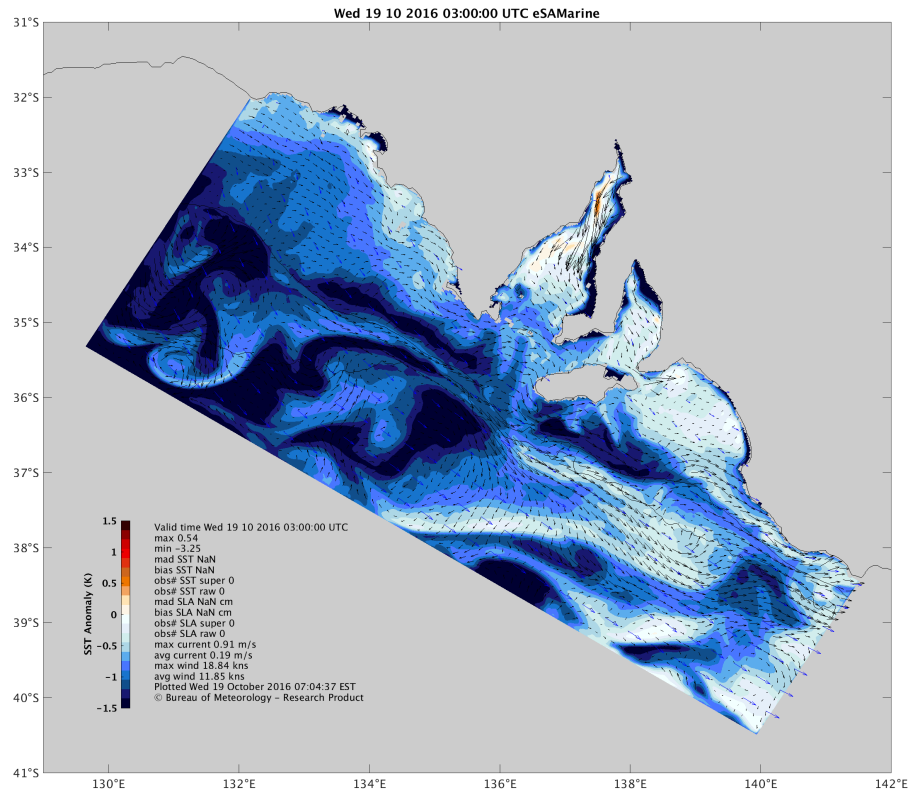 Wed 19 10 2016 03:00:00 UTC eSAMarine
31°S
32°S
33°S
34°S
35°S
36°S
37°S
38°S
39°S
40°S
41°S
1.5
1
0.5
0
−0.5
−1
−1.5
SST Anomaly (K)
Valid time Wed 19 10 2016 03:00:00 UTC
max 0.54
min −3.25
mad SST NaN
bias SST NaN
obs# SST super 0
obs# SST raw 0
mad SLA NaN cm
bias SLA NaN cm
obs# SLA super 0
obs# SLA raw 0
max current 0.91 m/s
avg current 0.19 m/s
max wind 18.84 kns
avg wind 11.85 kns
Plotted Wed 19 October 2016 07:04:37 EST
© Bureau of Meteorology − Research Product
130°E
132°E
134°E
136°E
138°E
140°E
142°E